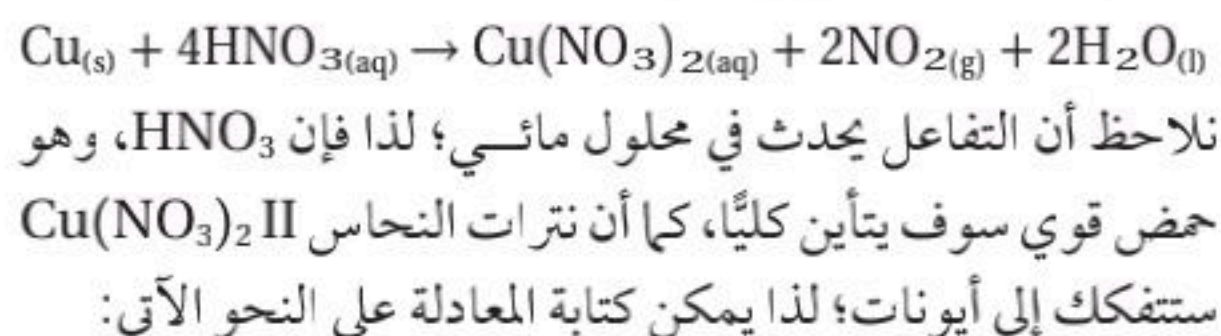 Cu(s) + 4HNO₃(aq) → Cu(NO₃)₂(aq) + 2NO₂(g) + 2H₂O(l)
نلاحظ أن التفاعل يحدث في محلول مائي؛ لذا فإن HNO₃، وهو
حمض قوي سوف يتأين كليًّا، كما أن نترات النحاس Cu(NO₃)₂ II
ستتفكك إلى أيونات؛ لذا يمكن كتابة المعادلة على النحو الآتي: